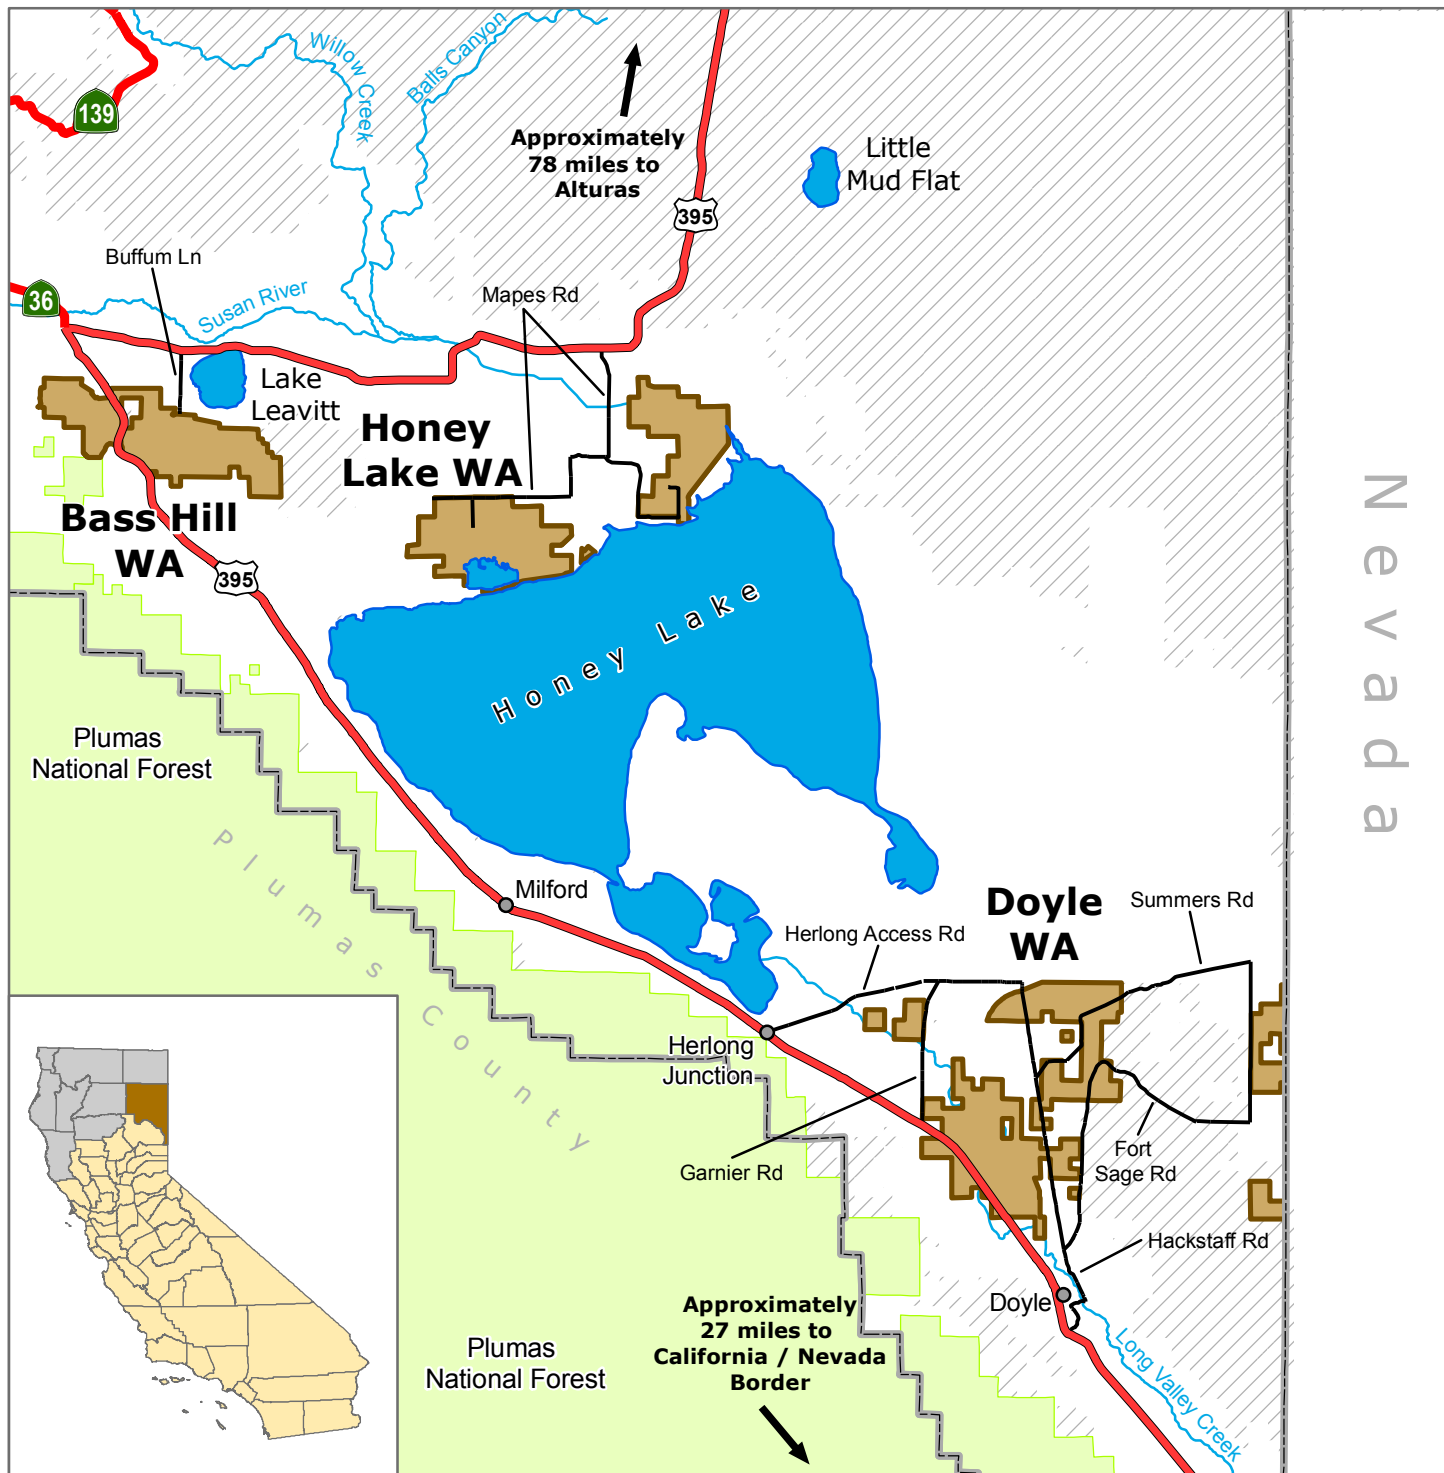 Willow
Creek
Balls Canyon
139
Approximately
78 miles to
Alturas
Little
Mud Flat
395
Buffum Ln
36
Susan River
Mapes Rd
Lake
Leavitt
Honey
Lake WA
Bass Hill
WA
395
Nevada
Honey Lake
Plumas
National Forest
Plumas County
Milford
Doyle
WA
Summers Rd
Herlong Access Rd
Herlong
Junction
Garnier Rd
Fort
Sage Rd
Hackstaff Rd
Doyle
Approximately
27 miles to
California / Nevada
Border
Plumas
National Forest
Long Valley Creek